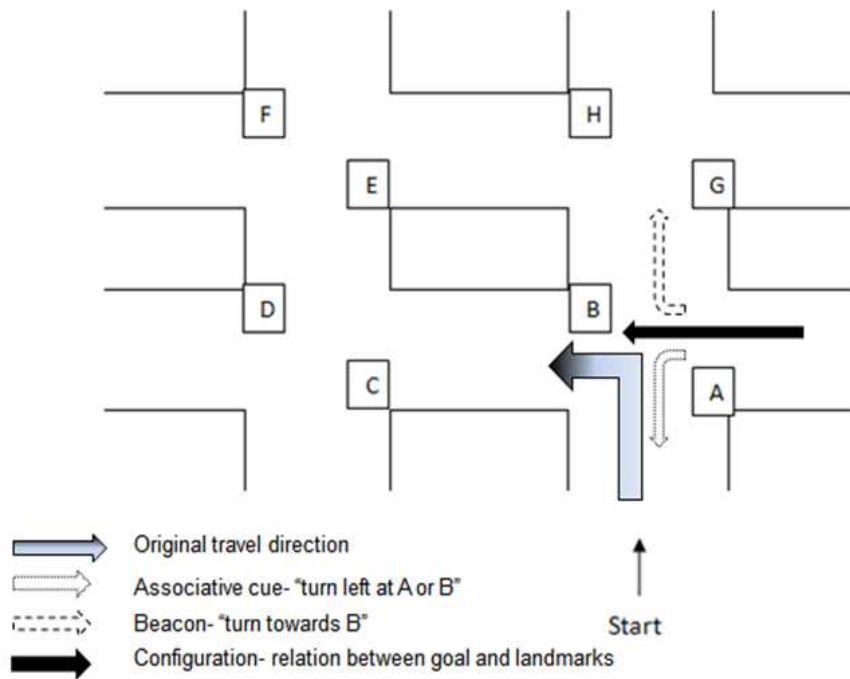 F
H
E
G
D
B
C
A
Original travel direction
Associative cue- “turn left at A or B”
Beacon- “turn towards B”
Start
Configuration- relation between goal and landmarks